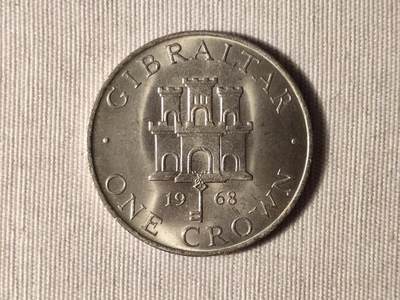 · GIBRALTAR ·
19 68
ONE CROWN